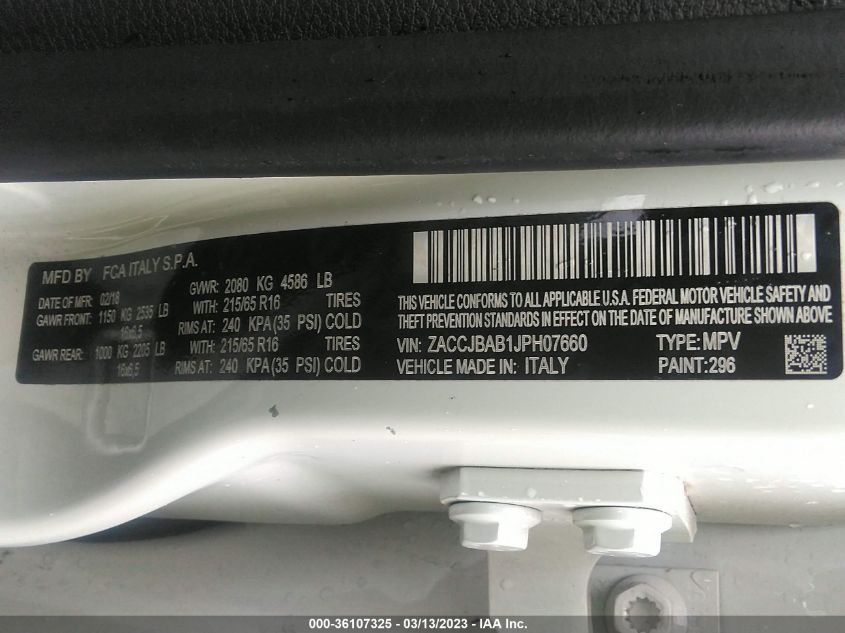 MFD BY FCA ITALY S.P.A.
DATE OF MFR: 02/18 GVWR: 2080 KG 4586 LB
GAWR FRONT: 1150 KG 2535 LB WITH: 215/65 R16 TIRES
16x6,5 RIMS AT: 240 KPA (35 PSI) COLD
GAWR REAR: 1000 KG 2205 LB WITH: 215/65 R16 TIRES
16x6,5 RIMS AT: 240 KPA (35 PSI) COLD
THIS VEHICLE CONFORMS TO ALL APPLICABLE U.S.A. FEDERAL MOTOR VEHICLE SAFETY AND
THEFT PREVENTION STANDARDS IN EFFECT ON THE DATE OF MANUFACTURE SHOWN ABOVE
VIN: ZACCJBAB1JPH07660 TYPE: MPV
VEHICLE MADE IN: ITALY PAINT: 296
000-36107325 / 03/13/2023 - IAA Inc.